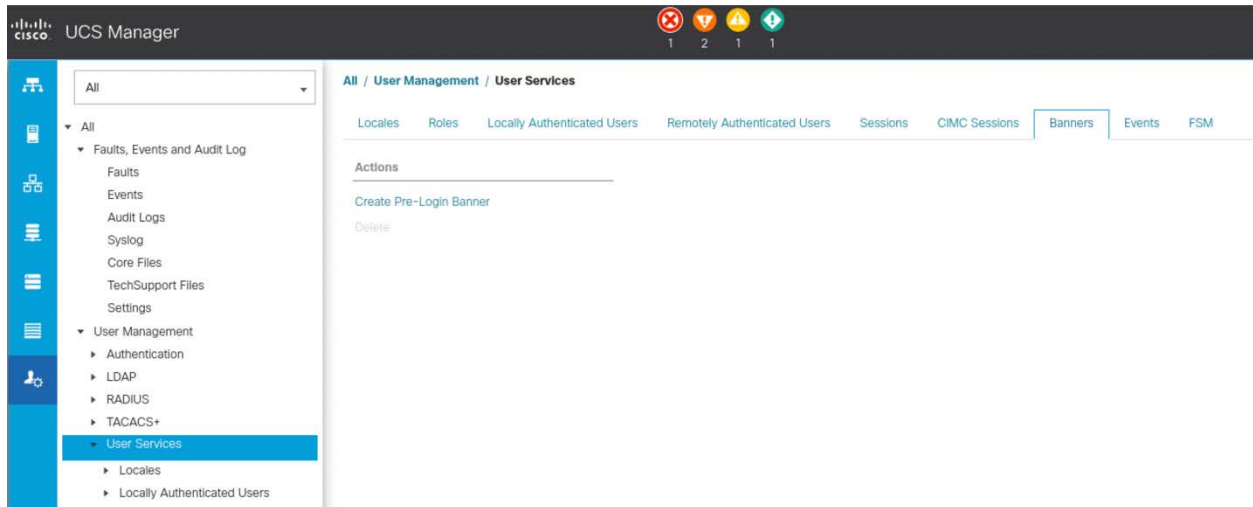 cisco. UCS Manager
1 2 1 1
All
All
Faults, Events and Audit Log
Faults
Events
Audit Logs
Syslog
Core Files
TechSupport Files
Settings
User Management
Authentication
LDAP
RADIUS
TACACS+
User Services
Locales
Locally Authenticated Users
All / User Management / User Services
Locales Roles Locally Authenticated Users Remotely Authenticated Users Sessions CIMC Sessions Banners Events FSM
Actions
Create Pre-Login Banner
Delete